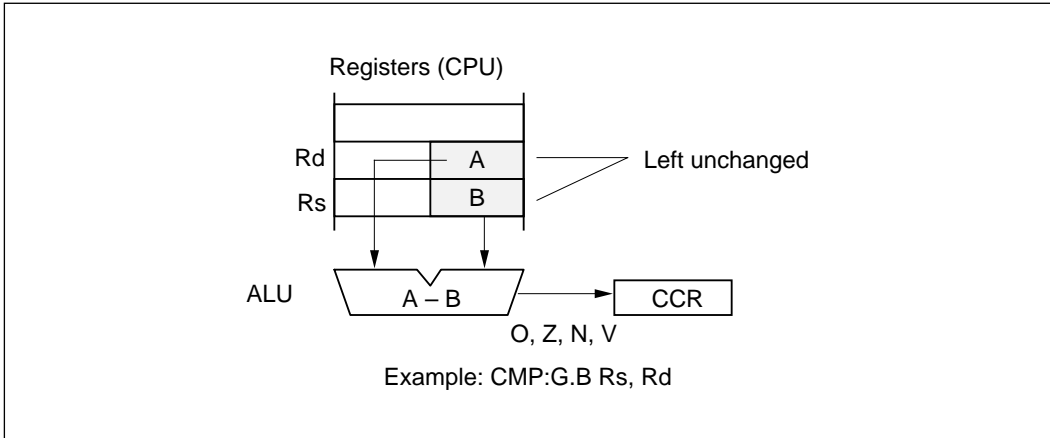 Registers (CPU)
Rd
A
Left unchanged
Rs
B
ALU
A – B
CCR
O, Z, N, V
Example: CMP:G.B Rs, Rd